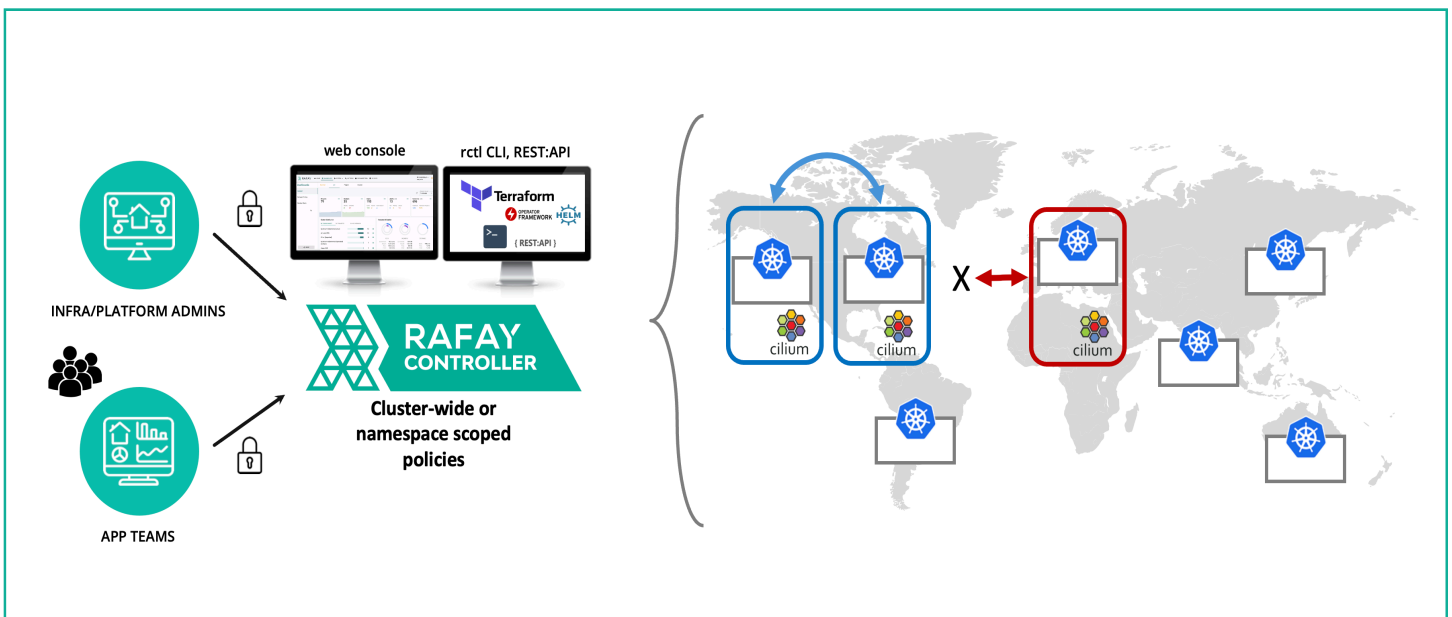 web console
rctl CLI, REST:API
Terraform
OPERATOR
FRAMEWORK
HELM
>_
{ REST:API }
INFRA/PLATFORM ADMINS
RAFAY
CONTROLLER
Cluster-wide or
namespace scoped
policies
APP TEAMS
X
cilium
cilium
cilium